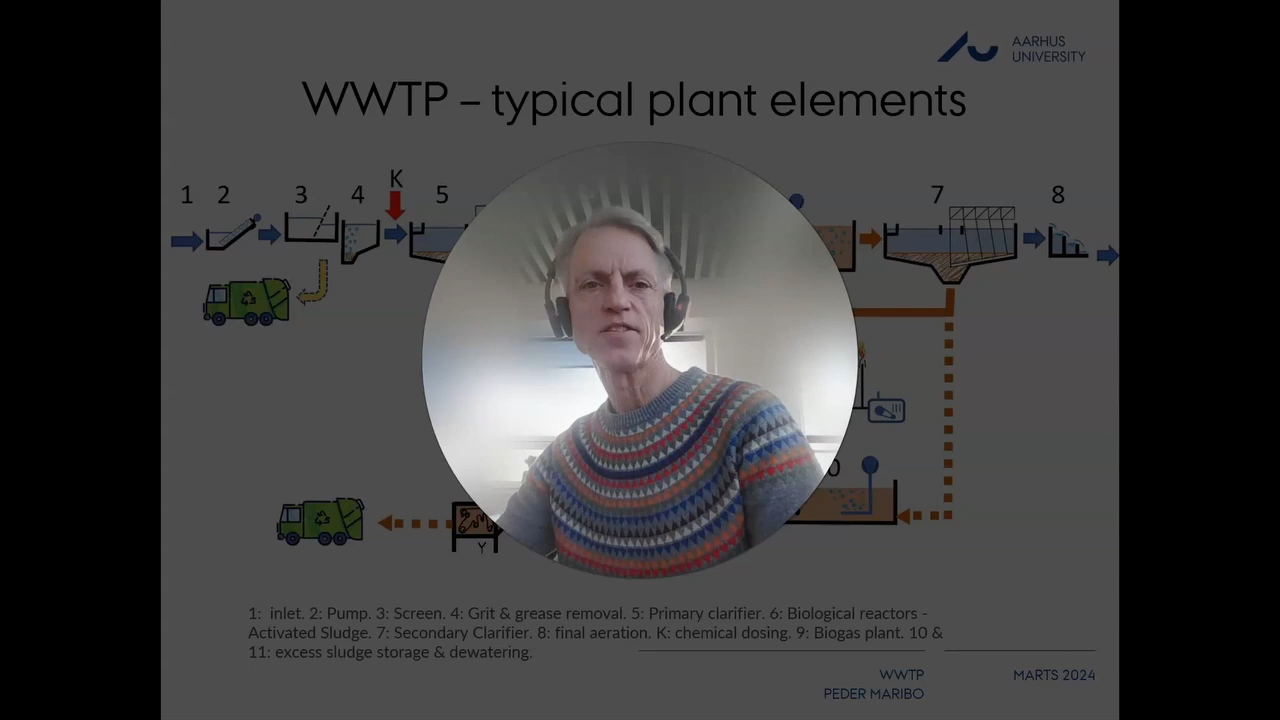 AARHUS
UNIVERSITY
WWTP – typical plant elements
K
1 2 3 4 5 7 8
0
Y
1: inlet. 2: Pump. 3: Screen. 4: Grit & grease removal. 5: Primary clarifier. 6: Biological reactors -
Activated Sludge. 7: Secondary Clarifier. 8: final aeration. K: chemical dosing. 9: Biogas plant. 10 &
11: excess sludge storage & dewatering.
WWTP
PEDER MARIBO
MARTS 2024